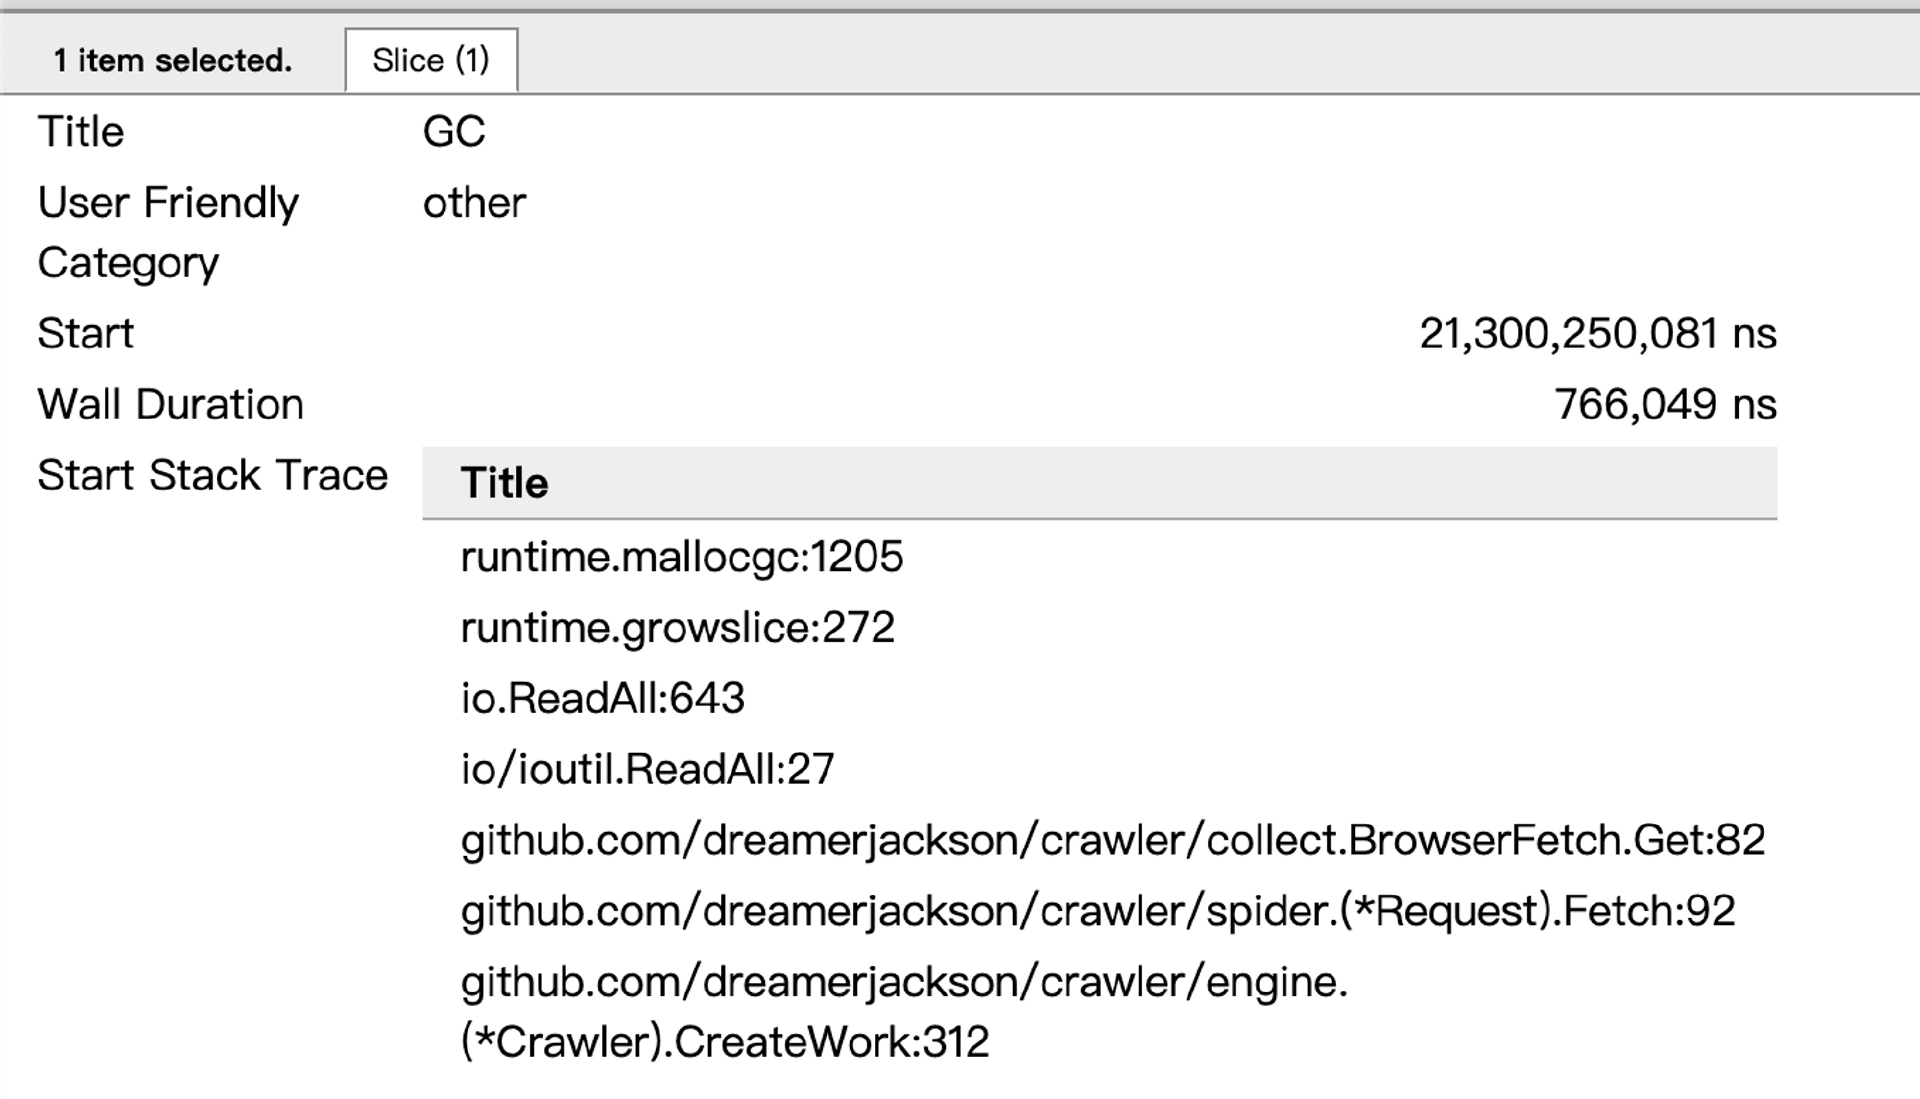 1 item selected. Slice (1)
Title GC
User Friendly other
Category
Start 21,300,250,081 ns
Wall Duration 766,049 ns
Start Stack Trace Title
runtime.mallocgc:1205
runtime.growslice:272
io.ReadAll:643
io/ioutil.ReadAll:27
github.com/dreamerjackson/crawler/collect.BrowserFetch.Get:82
github.com/dreamerjackson/crawler/spider.(*Request).Fetch:92
github.com/dreamerjackson/crawler/engine.
(*Crawler).CreateWork:312